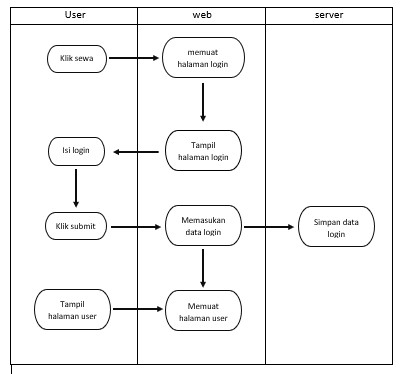 User
web
server
Klik sewa
memuat
halaman login
Isi login
Tampil
halaman login
Klik submit
Memasukan
data login
Simpan data
login
Tampil
halaman user
Memuat
halaman user